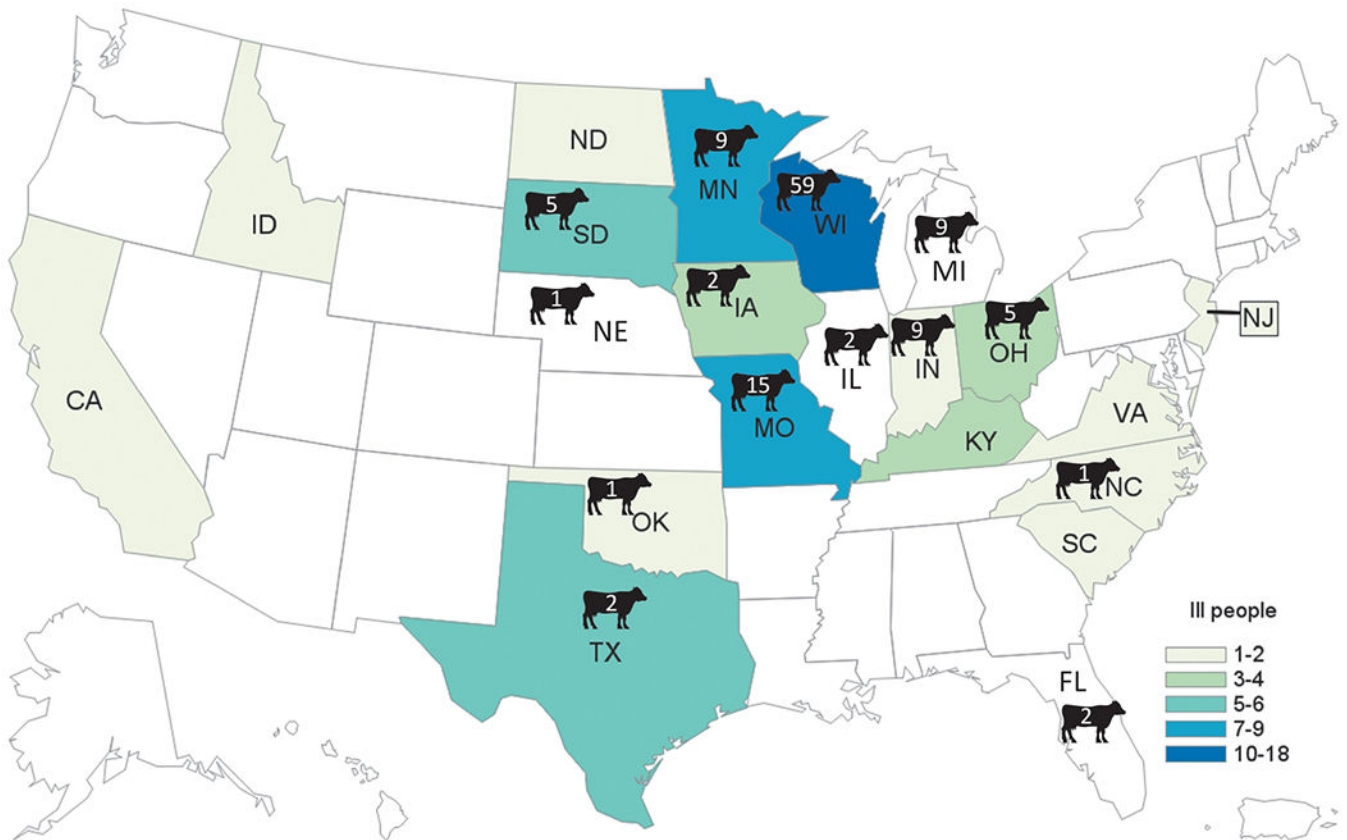 ND
9
MN
59
WI
ID
5
SD
9
MI
2
IA
1
NE
5
OH
NJ
2
IL
9
IN
CA
15
MO
VA
KY
1
NC
1
OK
SC
2
TX
FL
2
Ill people
1-2
3-4
5-6
7-9
10-18